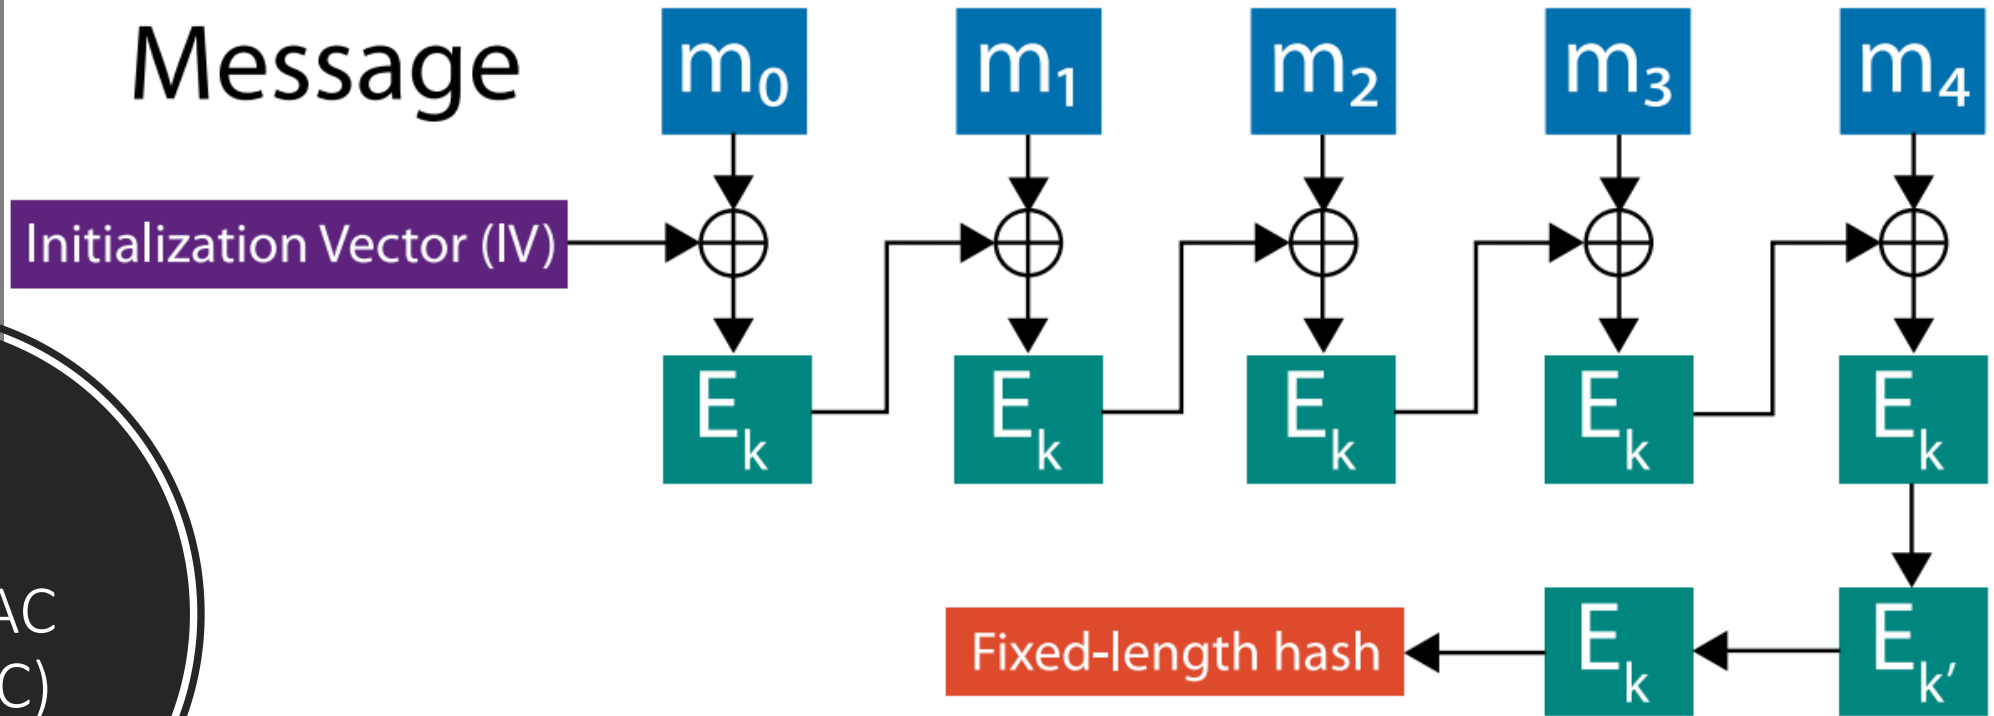 Message
m0 m1 m2 m3 m4
Initialization Vector (IV)
Ek Ek Ek Ek Ek
AC
C)
Fixed-length hash Ek Ek′